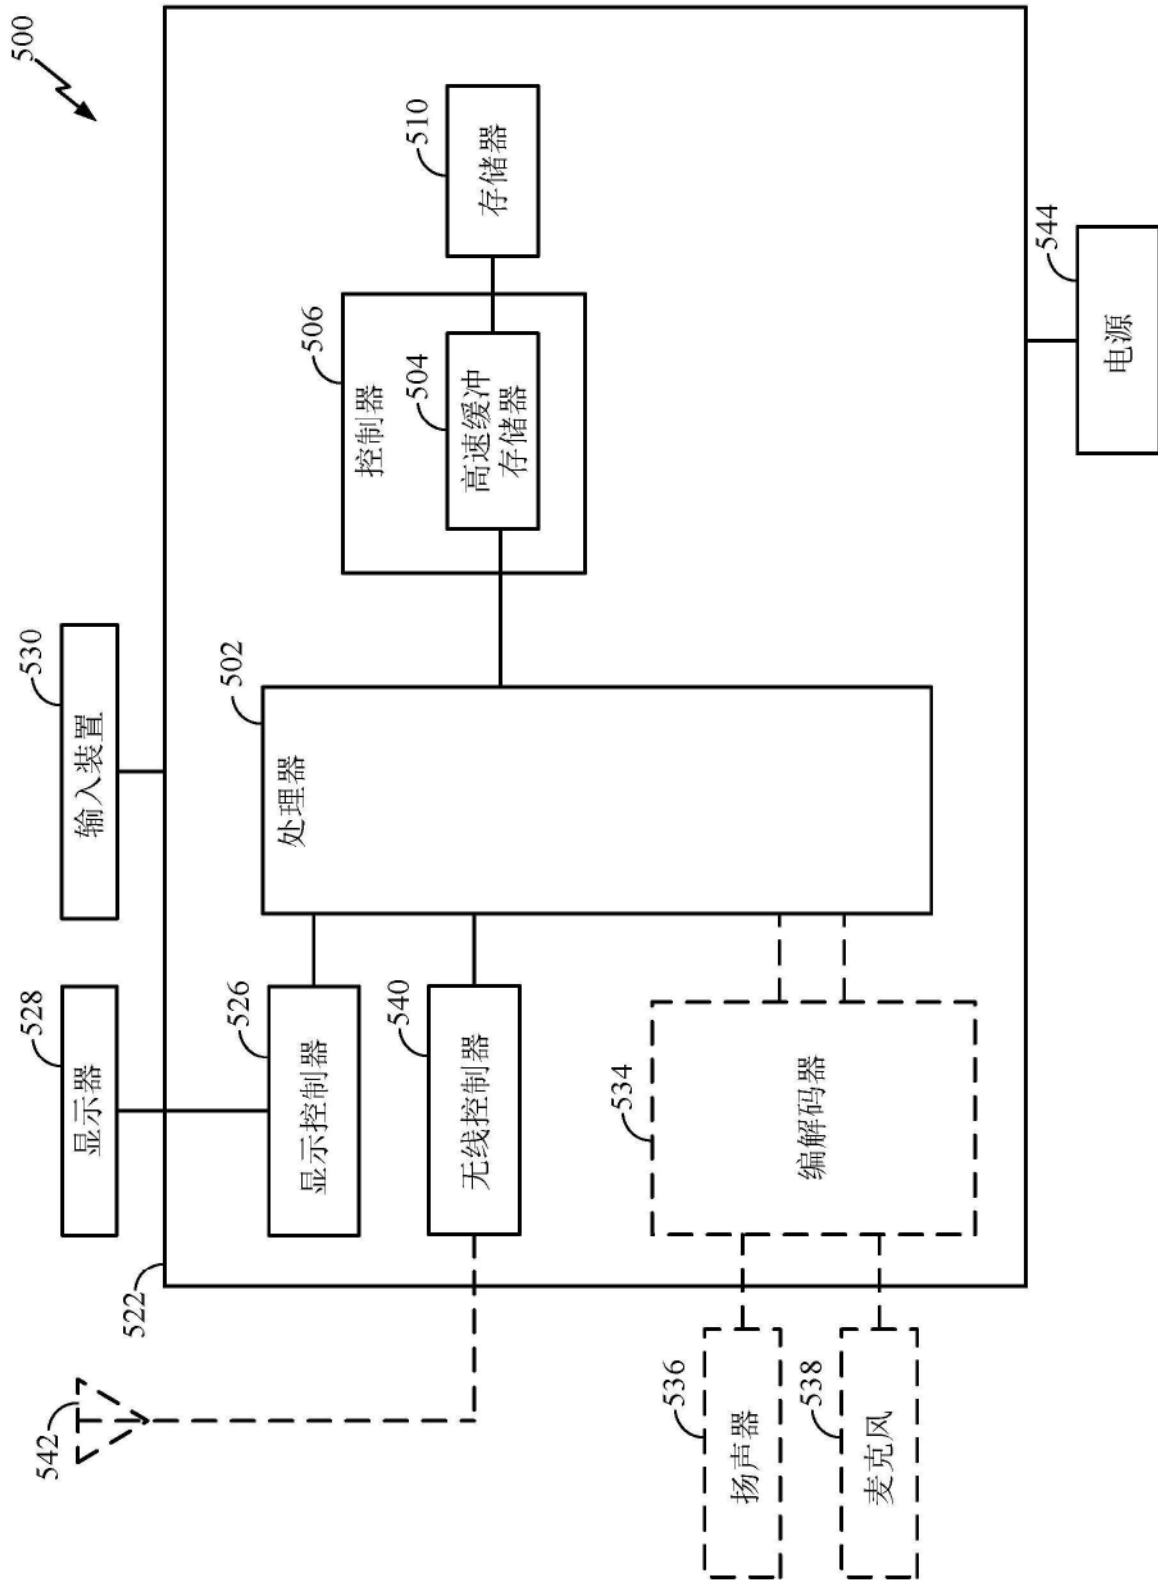 500
528
530
542
显示器
输入装置
522
526
显示控制器
502
处理器
506
控制器
540
无线控制器
504
高速缓冲
存储器
510
存储器
534
编解码器
536
扬声器
538
麦克风
544
电源